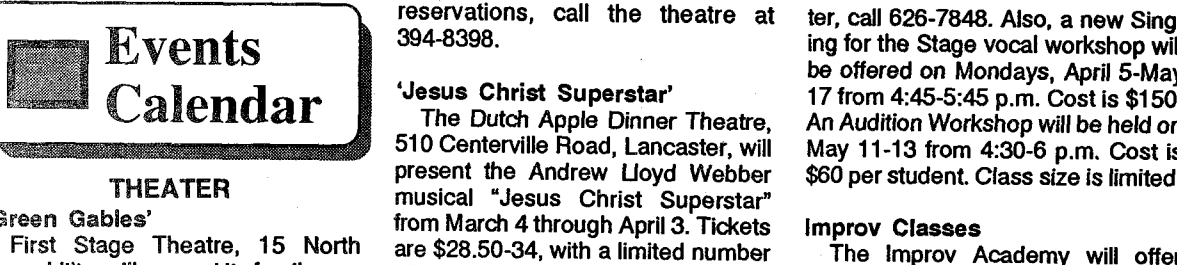 Events
Calendar
THEATER
Green Gables'
First Stage Theatre, 15 North
reservations, call the theatre at
394-8398.
'Jesus Christ Superstar'
The Dutch Apple Dinner Theatre,
510 Centerville Road, Lancaster, will
present the Andrew Lloyd Webber
musical "Jesus Christ Superstar"
from March 4 through April 3. Tickets
are $28.50-34, with a limited number
ter, call 626-7848. Also, a new Sing
ing for the Stage vocal workshop wil
be offered on Mondays, April 5-May
17 from 4:45-5:45 p.m. Cost is $150
An Audition Workshop will be held on
May 11-13 from 4:30-6 p.m. Cost is
$60 per student. Class size is limited
Improv Classes
The Improv Academy will offer